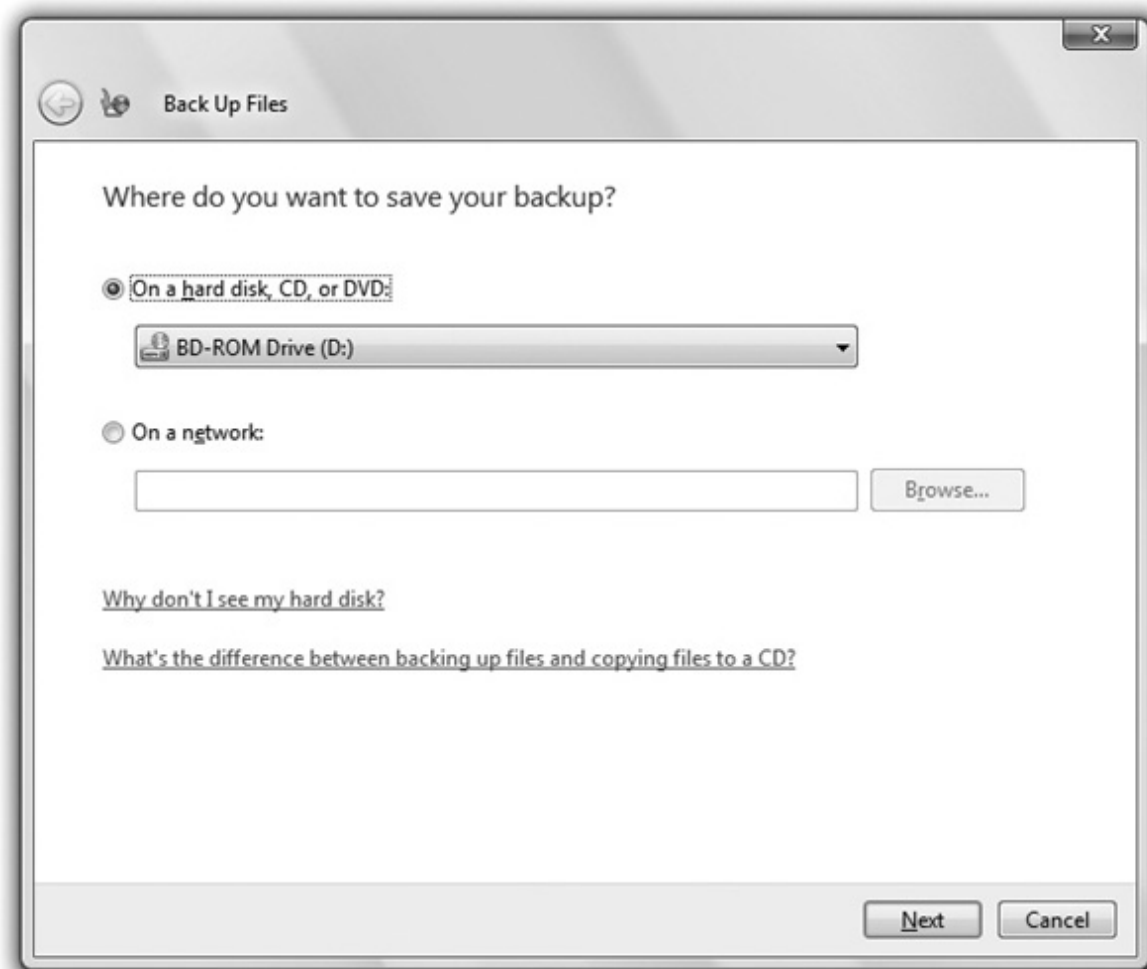 Back Up Files
Where do you want to save your backup?
On a hard disk, CD, or DVD:
BD-ROM Drive (D:)
On a network:
Browse...
Why don't I see my hard disk?
What's the difference between backing up files and copying files to a CD?
Next
Cancel